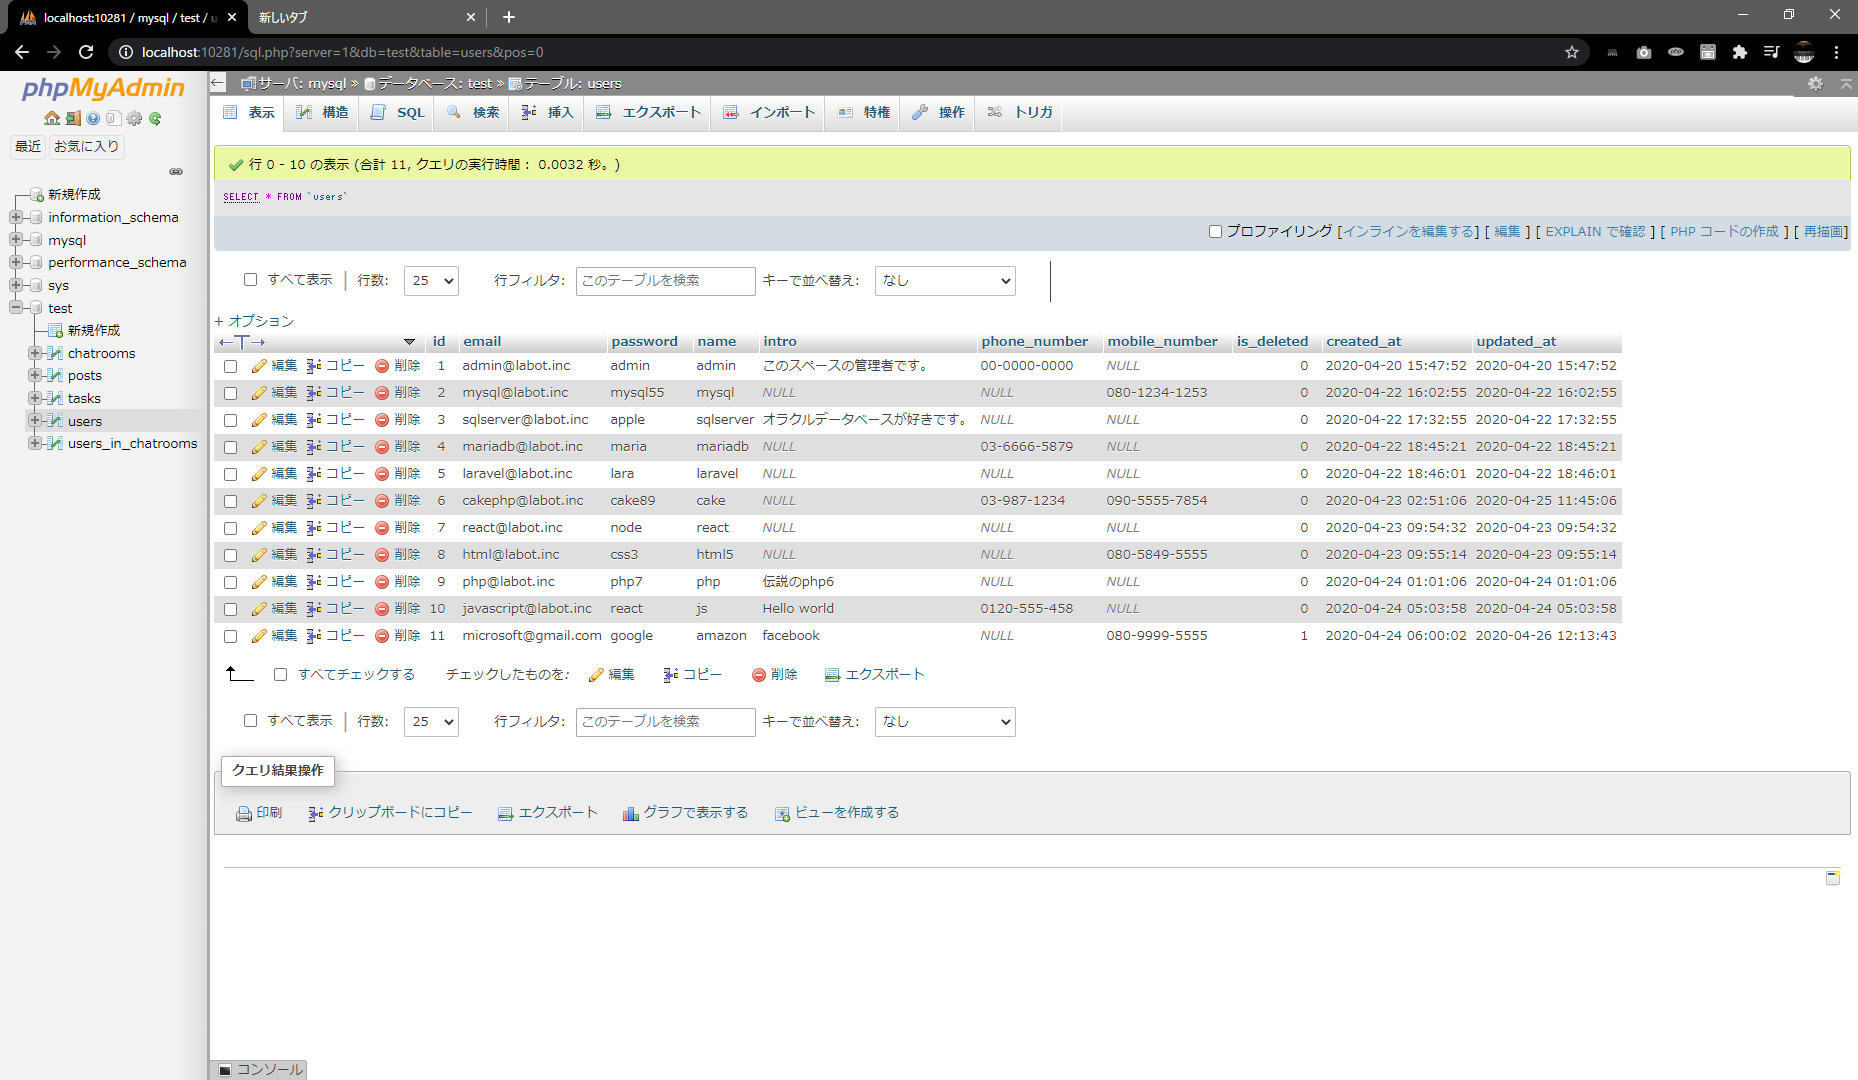 localhost:10281 / mysql / test / u
新しいタブ
localhost:10281/sql.php?server=1&db=test&table=users&pos=0
phpMyAdmin
最近 お気に入り
新規作成
information_schema
mysql
performance_schema
sys
test
新規作成
chatrooms
posts
tasks
users
users_in_chatrooms
サーバ: mysql » データベース: test » テーブル: users
表示 構造 SQL 検索 挿入 エクスポート インポート 特権 操作 トリガ
行 0 - 10 の表示 (合計 11, クエリの実行時間： 0.0032 秒。)
SELECT * FROM `users`
プロファイリング [インラインを編集する] [ 編集 ] [ EXPLAIN で確認 ] [ PHP コードの作成 ] [ 再描画]
すべて表示 | 行数: 25 行フィルタ: このテーブルを検索 キーで並べ替え: なし
+ オプション
←T→ id email password name intro phone_number mobile_number is_deleted created_at updated_at
編集 コピー 削除 1 admin@labot.inc admin admin このスペースの管理者です。 00-0000-0000 NULL 0 2020-04-20 15:47:52 2020-04-20 15:47:52
編集 コピー 削除 2 mysql@labot.inc mysql55 mysql NULL NULL 080-1234-1253 0 2020-04-22 16:02:55 2020-04-22 16:02:55
編集 コピー 削除 3 sqlserver@labot.inc apple sqlserver オラクルデータベースが好きです。 NULL NULL 0 2020-04-22 17:32:55 2020-04-22 17:32:55
編集 コピー 削除 4 mariadb@labot.inc maria mariadb NULL 03-6666-5879 NULL 0 2020-04-22 18:45:21 2020-04-22 18:45:21
編集 コピー 削除 5 laravel@labot.inc lara laravel NULL NULL NULL 0 2020-04-22 18:46:01 2020-04-22 18:46:01
編集 コピー 削除 6 cakephp@labot.inc cake89 cake NULL 03-987-1234 090-5555-7854 0 2020-04-23 02:51:06 2020-04-25 11:45:06
編集 コピー 削除 7 react@labot.inc node react NULL NULL NULL 0 2020-04-23 09:54:32 2020-04-23 09:54:32
編集 コピー 削除 8 html@labot.inc css3 html5 NULL NULL 080-5849-5555 0 2020-04-23 09:55:14 2020-04-23 09:55:14
編集 コピー 削除 9 php@labot.inc php7 php 伝説のphp6 NULL NULL 0 2020-04-24 01:01:06 2020-04-24 01:01:06
編集 コピー 削除 10 javascript@labot.inc react js Hello world 0120-555-458 NULL 0 2020-04-24 05:03:58 2020-04-24 05:03:58
編集 コピー 削除 11 microsoft@gmail.com google amazon facebook NULL 080-9999-5555 1 2020-04-24 06:00:02 2020-04-26 12:13:43
すべてチェックする チェックしたものを: 編集 コピー 削除 エクスポート
すべて表示 | 行数: 25 行フィルタ: このテーブルを検索 キーで並べ替え: なし
クエリ結果操作
印刷 クリップボードにコピー エクスポート グラフで表示する ビューを作成する
コンソール